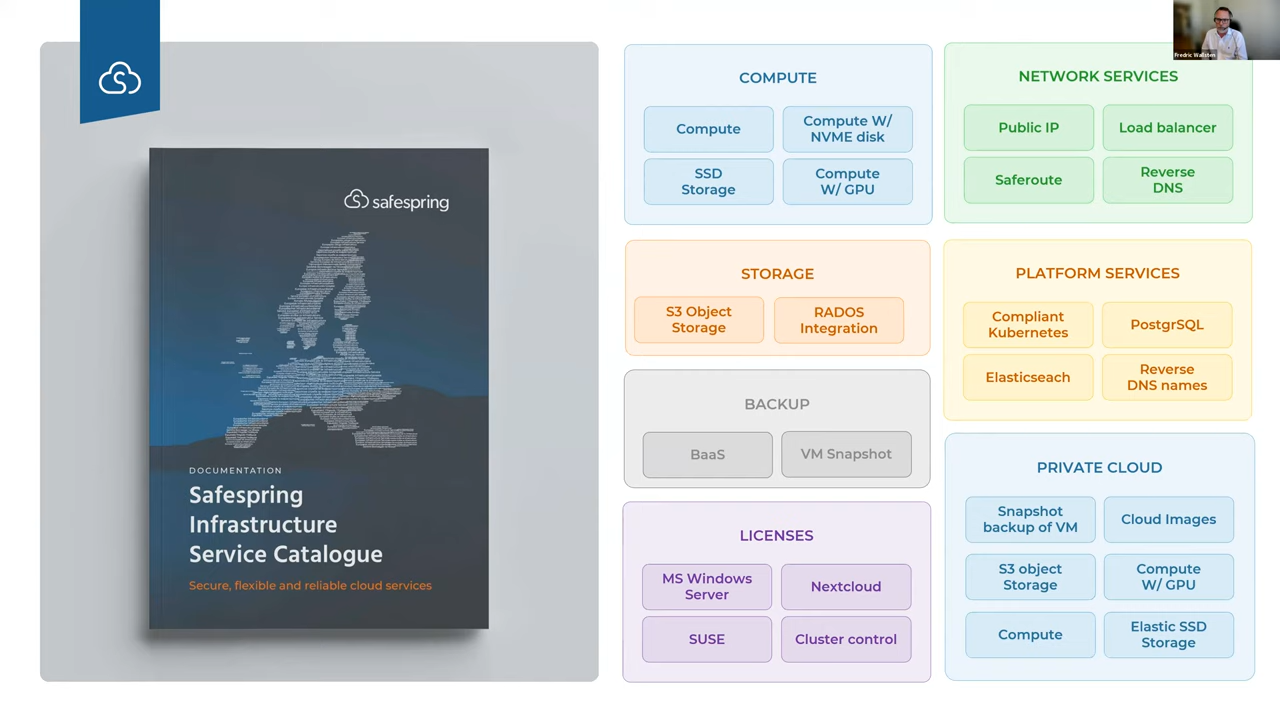 safespring
DOCUMENTATION
Safespring
Infrastructure
Service Catalogue
Secure, flexible and reliable cloud services
COMPUTE
Compute
Compute W/
NVME disk
SSD
Storage
Compute
W/ GPU
STORAGE
S3 Object
Storage
RADOS
Integration
BACKUP
BaaS
VM Snapshot
LICENSES
MS Windows
Server
Nextcloud
SUSE
Cluster control
NETWORK SERVICES
Public IP
Load balancer
Saferoute
Reverse
DNS
PLATFORM SERVICES
Compliant
Kubernetes
PostgrSQL
Elasticseach
Reverse
DNS names
PRIVATE CLOUD
Snapshot
backup of VM
Cloud Images
S3 object
Storage
Compute
W/ GPU
Compute
Elastic SSD
Storage
Fredric Wallsten